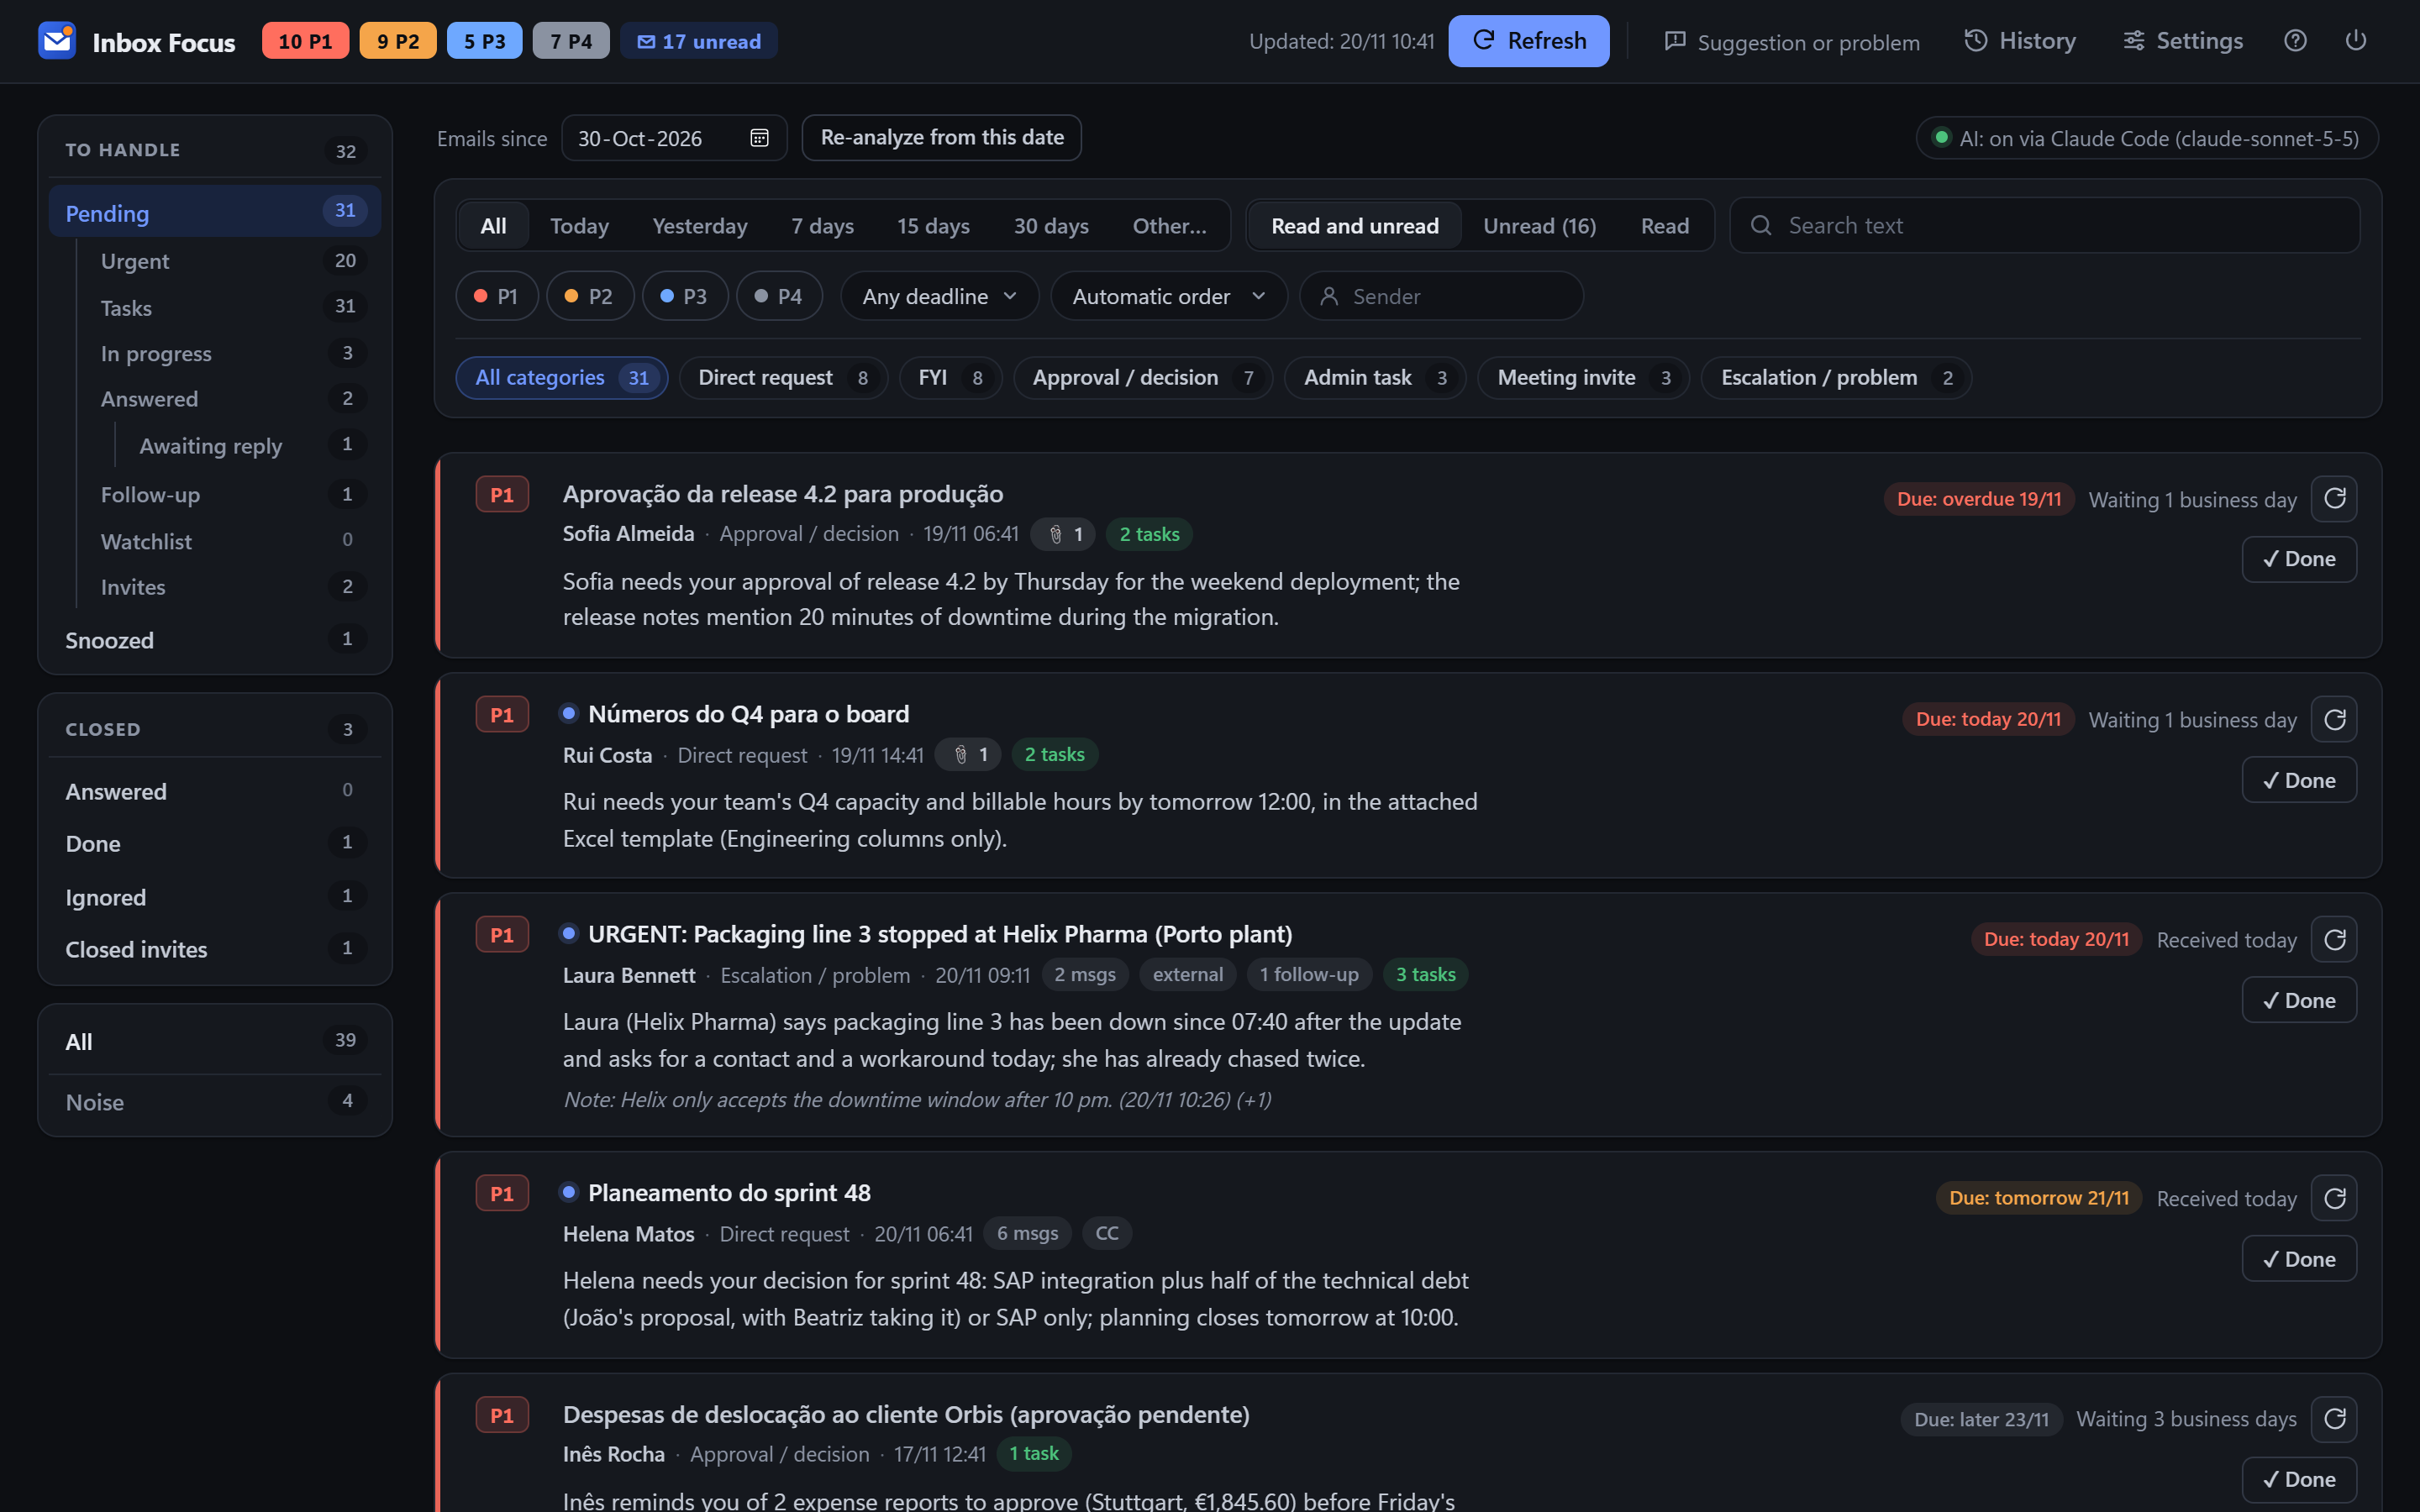 Inbox Focus
10 P1
9 P2
5 P3
7 P4
17 unread
Updated: 20/11 10:41
Refresh
Suggestion or problem
History
Settings
TO HANDLE 32
Pending 31
Urgent 20
Tasks 31
In progress 3
Answered 2
Awaiting reply 1
Follow-up 1
Watchlist 0
Invites 2
Snoozed 1
CLOSED 3
Answered 0
Done 1
Ignored 1
Closed invites 1
All 39
Noise 4
Emails since 30-Oct-2026 Re-analyze from this date
AI: on via Claude Code (claude-sonnet-5-5)
All Today Yesterday 7 days 15 days 30 days Other...
Read and unread Unread (16) Read
Search text
P1 P2 P3 P4
Any deadline
Automatic order
Sender
All categories 31
Direct request 8
FYI 8
Approval / decision 7
Admin task 3
Meeting invite 3
Escalation / problem 2
P1 Aprovação da release 4.2 para produção
Due: overdue 19/11 Waiting 1 business day
Sofia Almeida · Approval / decision · 19/11 06:41 1 2 tasks
✓ Done
Sofia needs your approval of release 4.2 by Thursday for the weekend deployment; the
release notes mention 20 minutes of downtime during the migration.
P1 Números do Q4 para o board
Due: today 20/11 Waiting 1 business day
Rui Costa · Direct request · 19/11 14:41 1 2 tasks
✓ Done
Rui needs your team's Q4 capacity and billable hours by tomorrow 12:00, in the attached
Excel template (Engineering columns only).
P1 URGENT: Packaging line 3 stopped at Helix Pharma (Porto plant)
Due: today 20/11 Received today
Laura Bennett · Escalation / problem · 20/11 09:11 2 msgs external 1 follow-up 3 tasks
✓ Done
Laura (Helix Pharma) says packaging line 3 has been down since 07:40 after the update
and asks for a contact and a workaround today; she has already chased twice.
Note: Helix only accepts the downtime window after 10 pm. (20/11 10:26) (+1)
P1 Planeamento do sprint 48
Due: tomorrow 21/11 Received today
Helena Matos · Direct request · 20/11 06:41 6 msgs CC
✓ Done
Helena needs your decision for sprint 48: SAP integration plus half of the technical debt
(João's proposal, with Beatriz taking it) or SAP only; planning closes tomorrow at 10:00.
P1 Despesas de deslocação ao cliente Orbis (aprovação pendente)
Due: later 23/11 Waiting 3 business days
Inês Rocha · Approval / decision · 17/11 12:41 1 task
✓ Done
Inês reminds you of 2 expense reports to approve (Stuttgart, €1,845.60) before Friday's